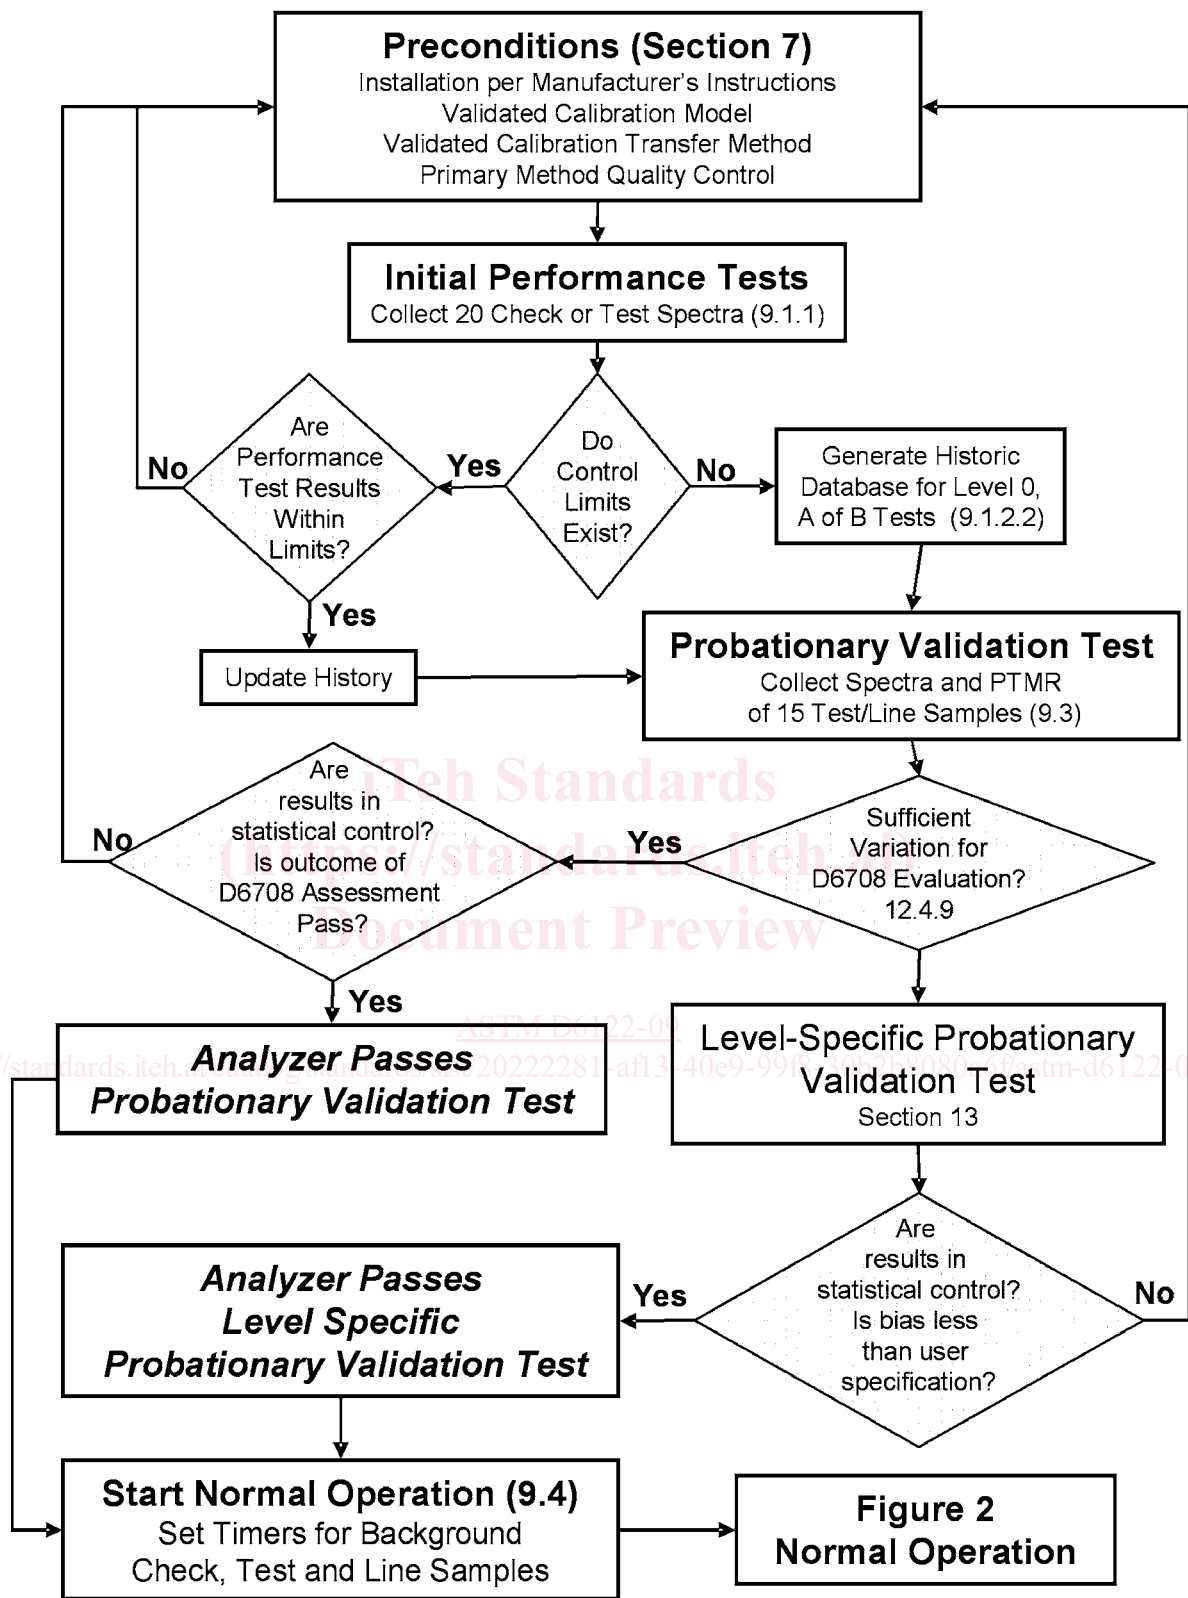 Preconditions (Section 7)
Installation per Manufacturer's Instructions
Validated Calibration Model
Validated Calibration Transfer Method
Primary Method Quality Control
Initial Performance Tests
Collect 20 Check or Test Spectra (9.1.1)
Are
Performance
Test Results
Within
Limits?
No
Yes
Do
Control
Limits
Exist?
No
Generate Historic
Database for Level 0,
A of B Tests (9.1.2.2)
Yes
Update History
Probationary Validation Test
Collect Spectra and PTMR
of 15 Test/Line Samples (9.3)
iTeh Standards
(https://standards.iteh.ai)
Document Preview
Are
results in
statistical control?
Is outcome of
D6708 Assessment
Pass?
No
Yes
Sufficient
Variation for
D6708 Evaluation?
12.4.9
Yes
ASTM D6122-09
Analyzer Passes
Probationary Validation Test
Level-Specific Probationary
Validation Test
Section 13
Are
results in
statistical control?
Is bias less
than user
specification?
Yes
No
Analyzer Passes
Level Specific
Probationary Validation Test
Start Normal Operation (9.4)
Set Timers for Background
Check, Test and Line Samples
Figure 2
Normal Operation